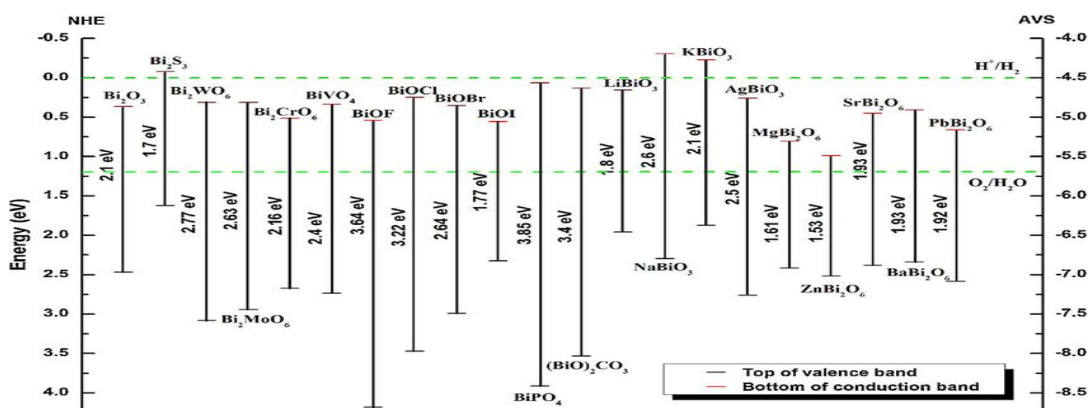 NHE
AVS
-0.5
0.0
0.5
1.0
1.5
2.0
2.5
3.0
3.5
4.0
Energy (eV)
-4.0
-4.5
-5.0
-5.5
-6.0
-6.5
-7.0
-7.5
-8.0
-8.5
H⁺/H₂
O₂/H₂O
Bi₂O₃
2.1 eV
Bi₂S₃
1.7 eV
Bi₂WO₆
2.77 eV
Bi₂MoO₆
2.63 eV
Bi₂CrO₆
2.16 eV
BiVO₄
2.4 eV
BiOF
3.64 eV
BiOCl
3.22 eV
BiOBr
2.64 eV
BiOI
1.77 eV
BiPO₄
3.85 eV
(BiO)₂CO₃
3.4 eV
LiBiO₃
1.8 eV
NaBiO₃
2.6 eV
KBiO₃
2.1 eV
AgBiO₃
2.5 eV
MgBi₂O₆
1.61 eV
ZnBi₂O₆
1.53 eV
SrBi₂O₆
1.93 eV
BaBi₂O₆
1.93 eV
PbBi₂O₆
1.92 eV
Top of valence band
Bottom of conduction band